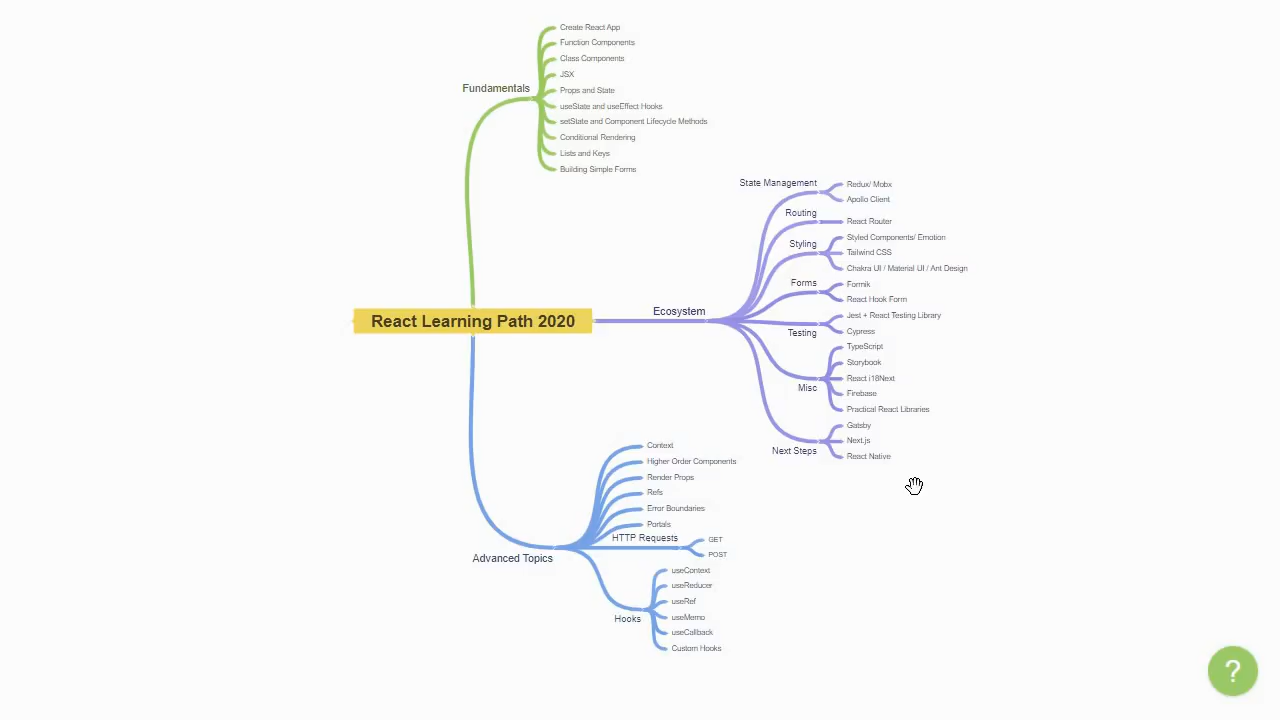 Create React App
Function Components
Class Components
JSX
Fundamentals
Props and State
useState and useEffect Hooks
setState and Component Lifecycle Methods
Conditional Rendering
Lists and Keys
Building Simple Forms
React Learning Path 2020
Ecosystem
State Management
Redux/ Mobx
Apollo Client
Routing
React Router
Styling
Styled Components/ Emotion
Tailwind CSS
Chakra UI / Material UI / Ant Design
Forms
Formik
React Hook Form
Testing
Jest + React Testing Library
Cypress
Misc
TypeScript
Storybook
React i18Next
Firebase
Practical React Libraries
Next Steps
Gatsby
Next.js
React Native
Advanced Topics
Context
Higher Order Components
Render Props
Refs
Error Boundaries
Portals
HTTP Requests
GET
POST
Hooks
useContext
useReducer
useRef
useMemo
useCallback
Custom Hooks
?